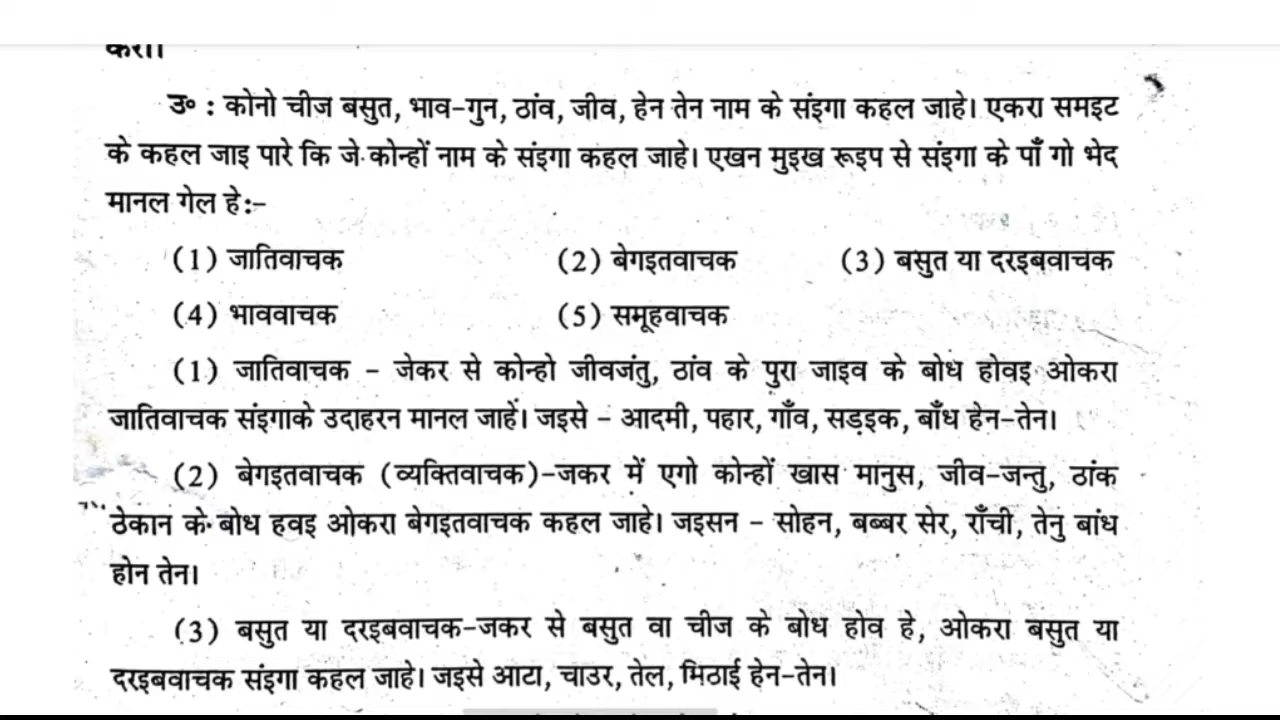 करा।
उ० : कोनो चीज बसुत, भाव-गुन, ठांव, जीव, हेन तेन नाम के संइगा कहल जाहे। एकरा समइट
के कहल जाइ पारे कि जे कोन्हों नाम के संइगा कहल जाहे। एखन मुइख रूइप से संइगा के पाँ गो भेद
मानल गेल हे:-
(1) जातिवाचक (2) बेगइतवाचक (3) बसुत या दरइबवाचक
(4) भाववाचक (5) समूहवाचक
(1) जातिवाचक - जेकर से कोन्हो जीवजंतु, ठांव के पुरा जाइव के बोध होवइ ओकरा
जातिवाचक संइगाके उदाहरन मानल जाहें। जइसे - आदमी, पहार, गाँव, सड़इक, बाँध हेन-तेन।
(2) बेगइतवाचक (व्यक्तिवाचक)-जकर में एगो कोन्हों खास मानुस, जीव-जन्तु, ठांक
ठेकान के बोध हवइ ओकरा बेगइतवाचक कहल जाहे। जइसन - सोहन, बब्बर सेर, राँची, तेनु बांध
होन तेन।
(3) बसुत या दरइबवाचक-जकर से बसुत वा चीज के बोध होव हे, ओकरा बसुत या
दरइबवाचक संइगा कहल जाहे। जइसे आटा, चाउर, तेल, मिठाई हेन-तेन।